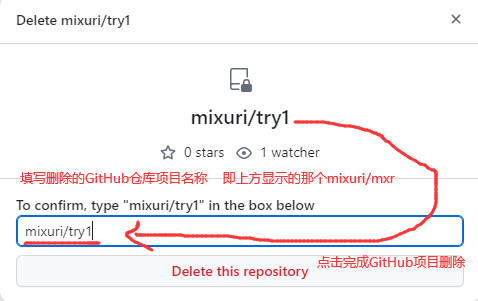 Delete mixuri/try1
mixuri/try1
0 stars 1 watcher
填写删除的GitHub仓库项目名称 即上方显示的那个mixuri/mxr
To confirm, type "mixuri/try1" in the box below
mixuri/try1
点击完成GitHub项目删除
Delete this repository